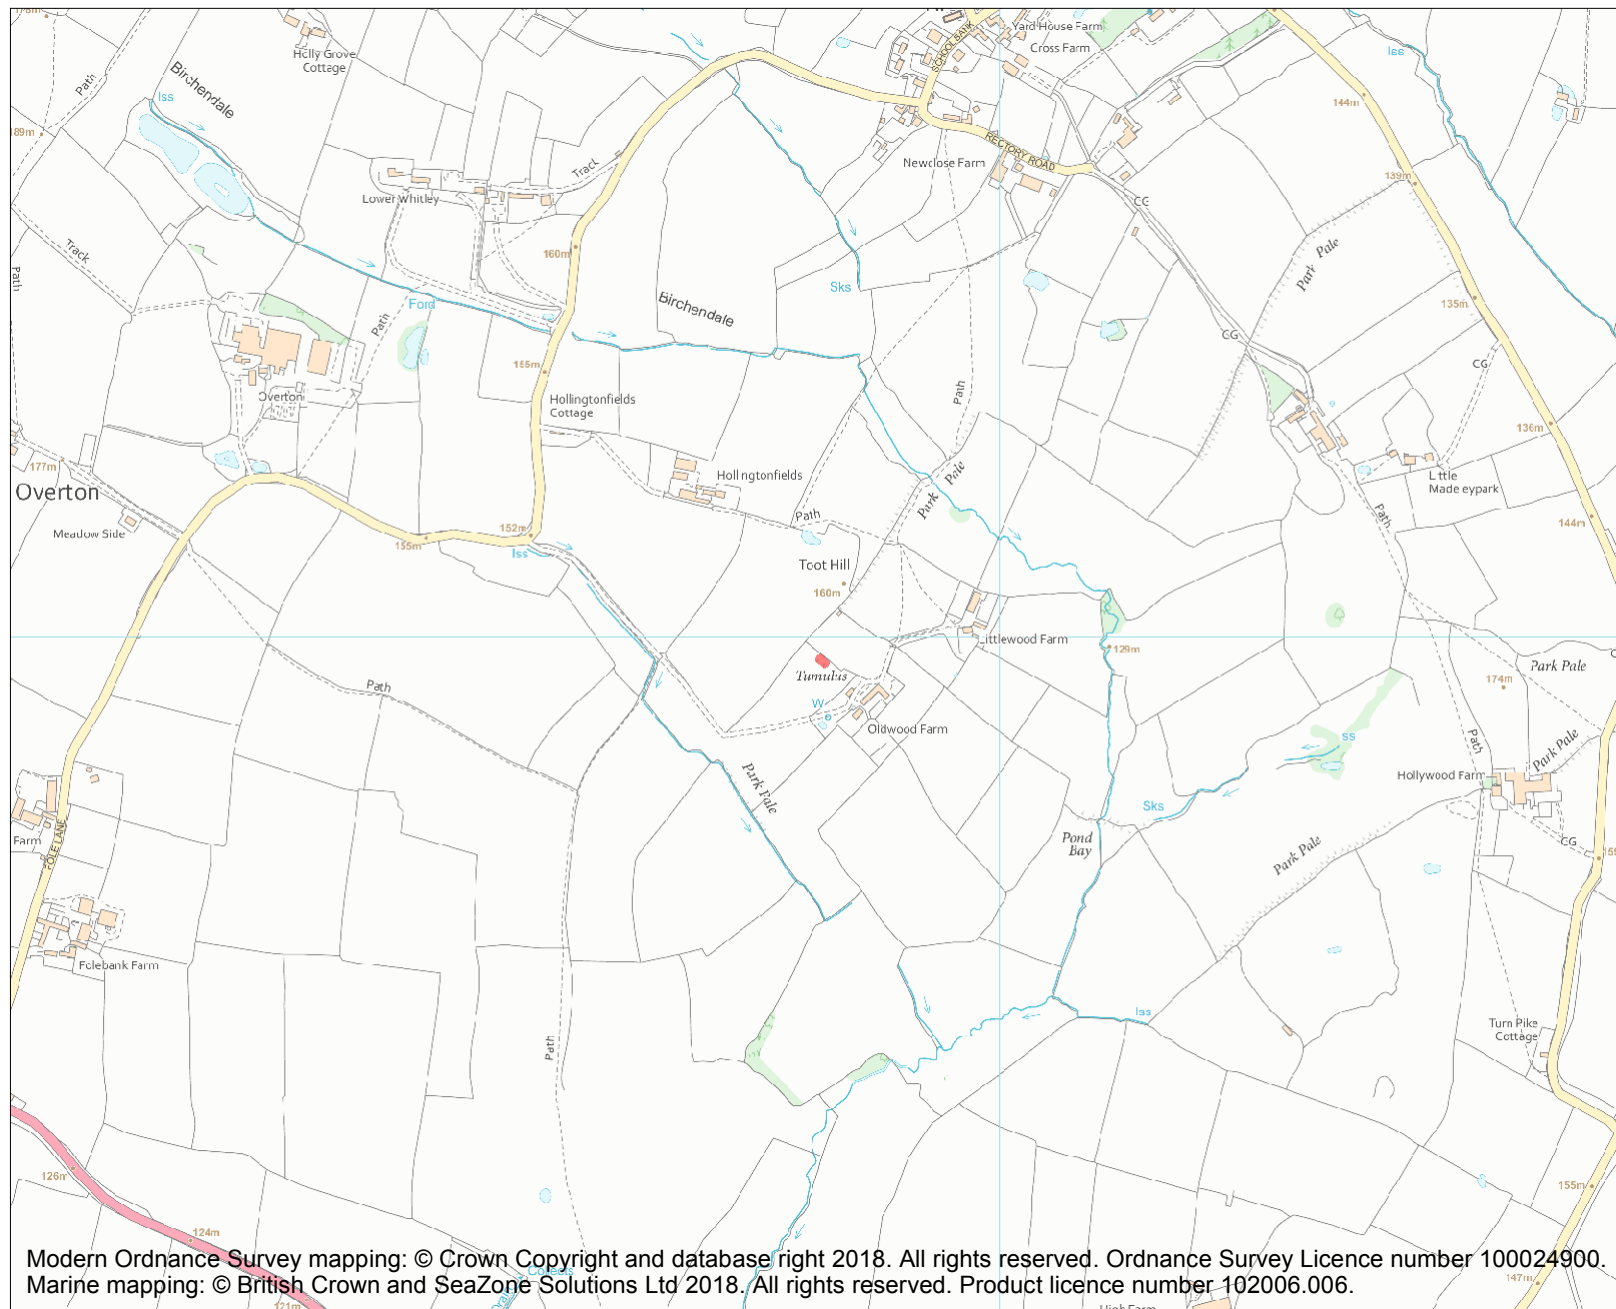 178m
Yard House Farm
Holly Grove
Cottage
SCHOOL BANK
Cross Farm
Iss
Path
Birchendale
Iss
144m
189m
RECTORY ROAD
Newclose Farm
Track
139m
Lower Whitley
CG
Track
160m
Park Pale
Path
Sks
Birchendale
Ford
135m
Path
CG
CG
155m
Path
Overton
Hollingtonfields
Cottage
136m
177m
Park Pale
Hollingtonfields
Little
Madeleypark
Overton
Path
Path
144m
Meadow Side
155m
152m
Iss
Toot Hill
160m
Littlewood Farm
129m
Park Pale
Tumulus
174m
Path
W
Oldwood Farm
ss
Path
Park Pale
Hollywood Farm
Park Pale
Sks
Farm
FOLE LANE
Pond
Bay
Park Pale
CG
159
Folebank Farm
Iss
Turn Pike
Cottage
Path
126m
155m
124m
Modern Ordnance Survey mapping: © Crown Copyright and database right 2018. All rights reserved. Ordnance Survey Licence number 100024900.
Collects
Marine mapping: © British Crown and SeaZone Solutions Ltd 2018. All rights reserved. Product licence number 102006.006.
147m
121m
High Farm